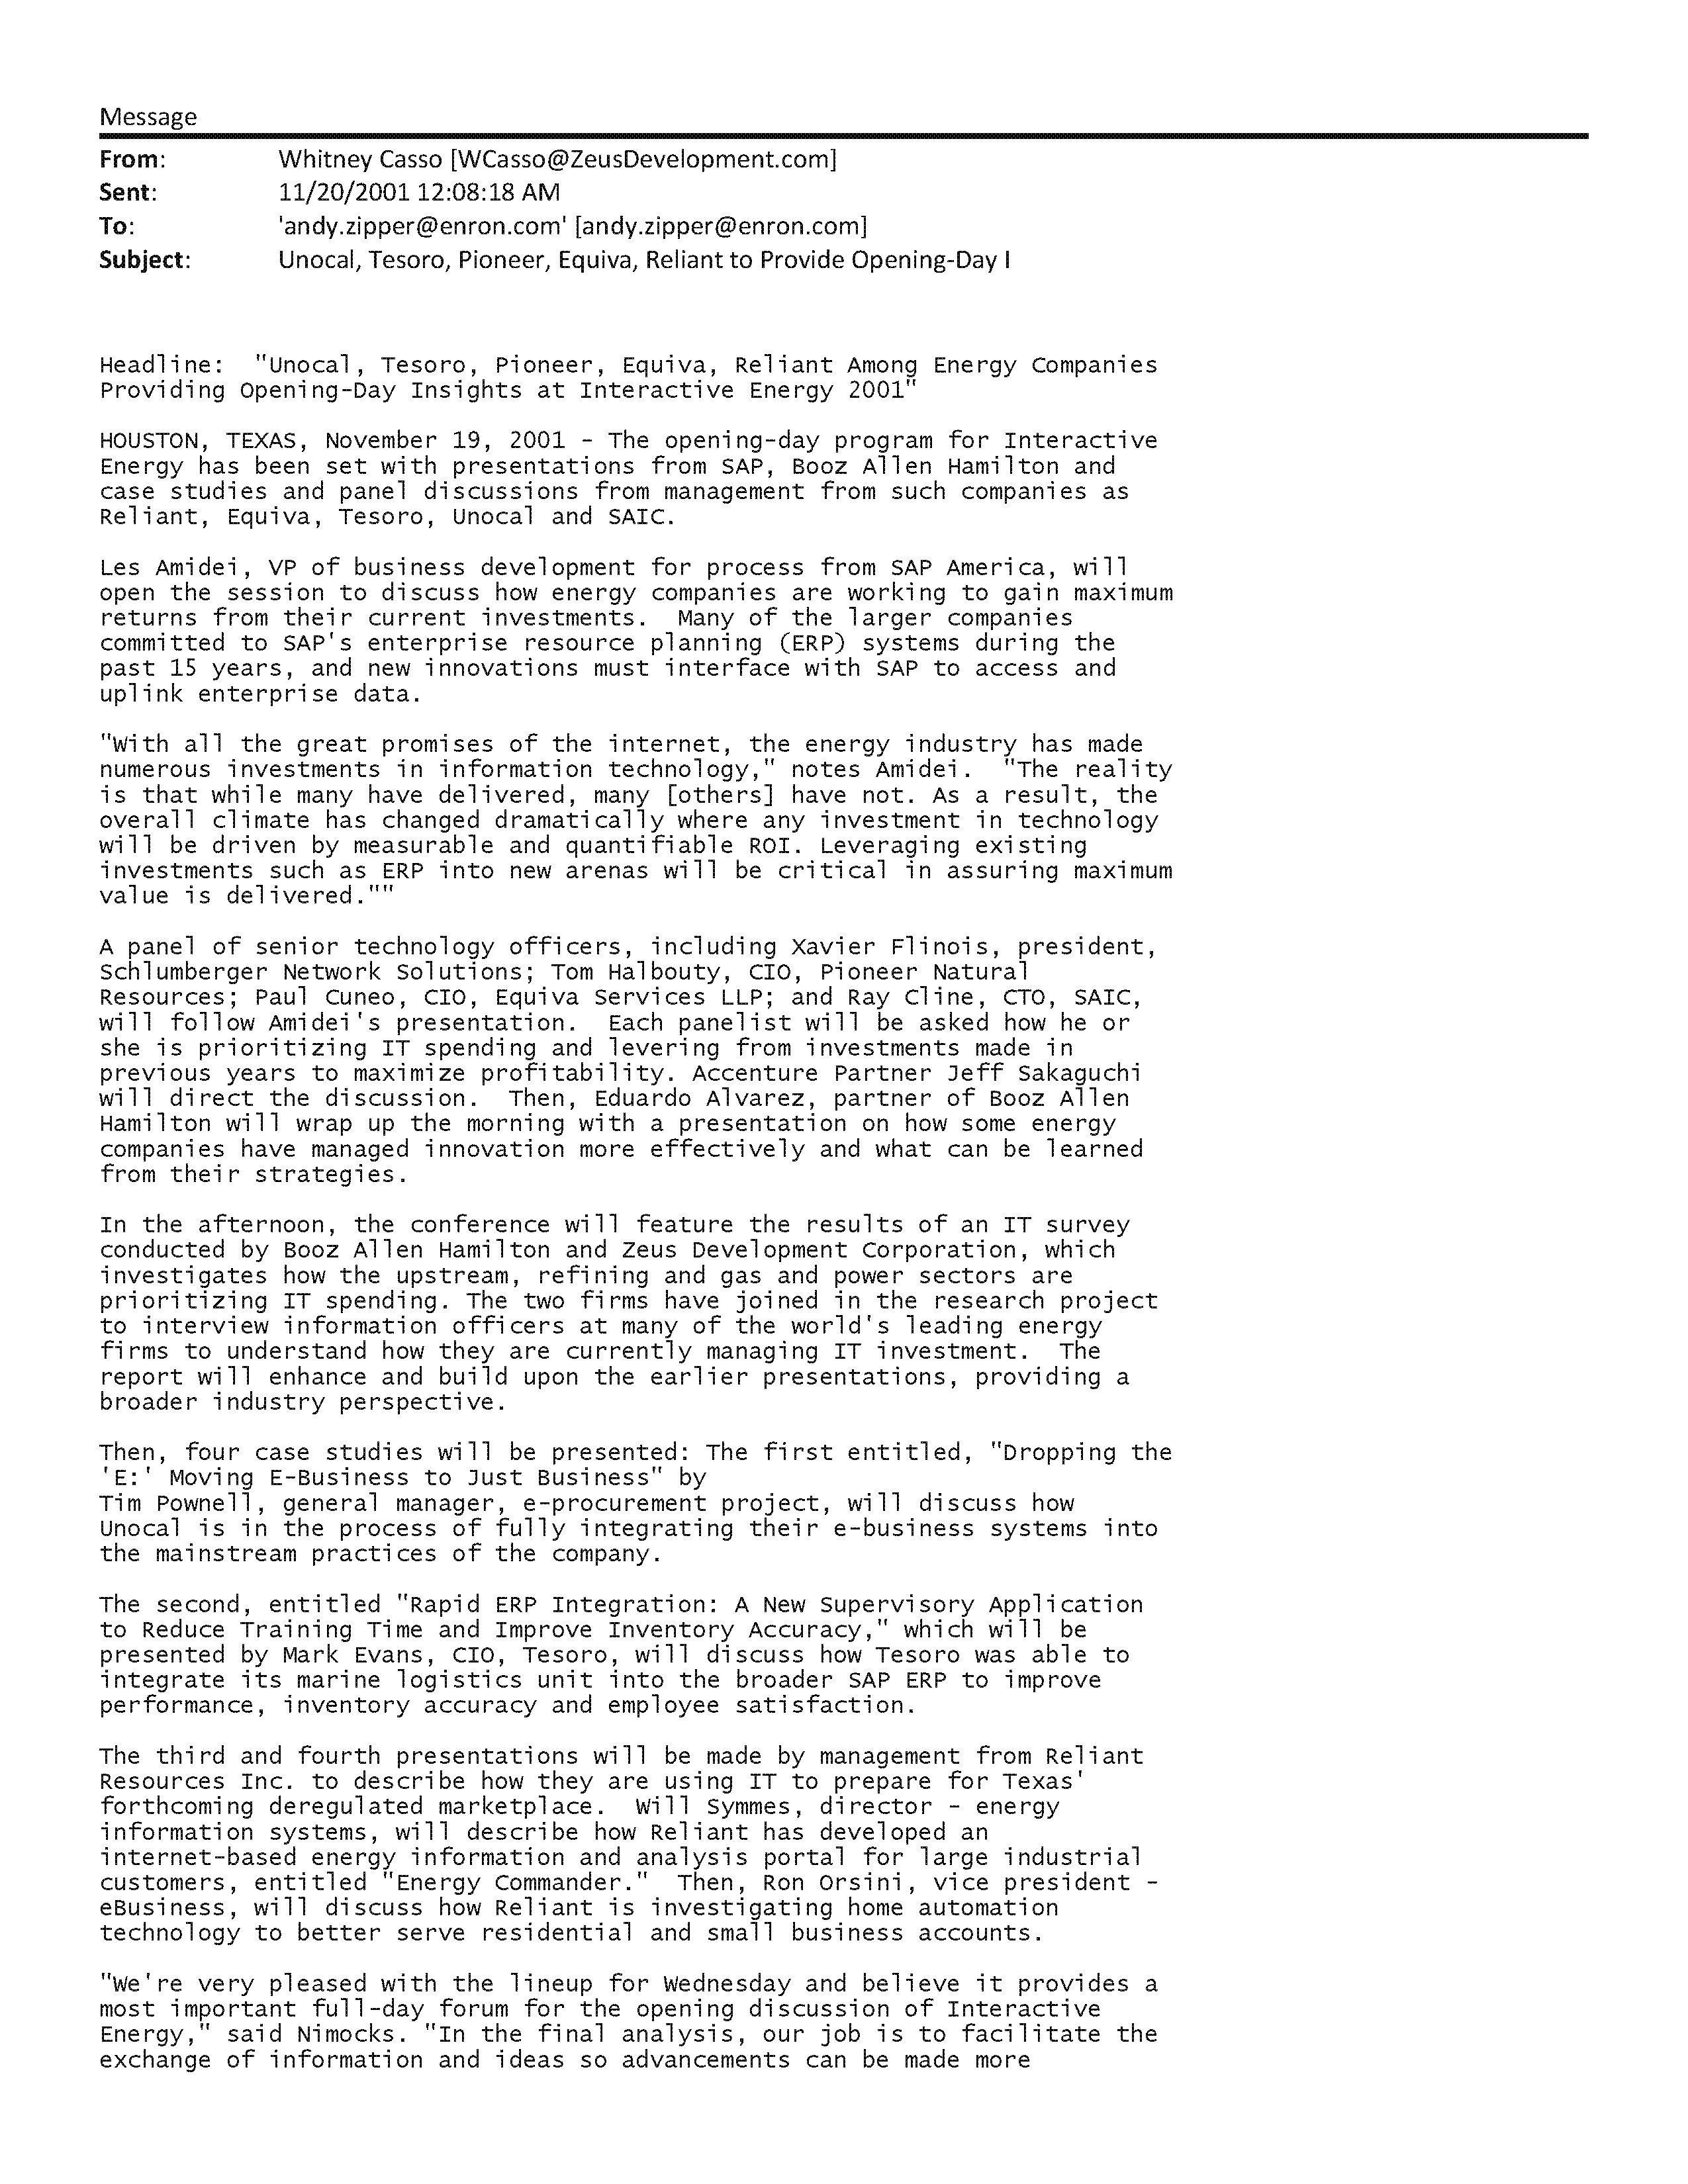 Message
From: Whitney Casso [WCasso@ZeusDevelopment.com]
Sent: 11/20/2001 12:08:18 AM
To: 'andy.zipper@enron.com' [andy.zipper@enron.com]
Subject: Unocal, Tesoro, Pioneer, Equiva, Reliant to Provide Opening-Day I
Headline:  "Unocal, Tesoro, Pioneer, Equiva, Reliant Among Energy Companies
Providing Opening-Day Insights at Interactive Energy 2001"
HOUSTON, TEXAS, November 19, 2001 - The opening-day program for Interactive
Energy has been set with presentations from SAP, Booz Allen Hamilton and
case studies and panel discussions from management from such companies as
Reliant, Equiva, Tesoro, Unocal and SAIC.
Les Amidei, VP of business development for process from SAP America, will
open the session to discuss how energy companies are working to gain maximum
returns from their current investments.  Many of the larger companies
committed to SAP's enterprise resource planning (ERP) systems during the
past 15 years, and new innovations must interface with SAP to access and
uplink enterprise data.
"With all the great promises of the internet, the energy industry has made
numerous investments in information technology," notes Amidei.  "The reality
is that while many have delivered, many [others] have not. As a result, the
overall climate has changed dramatically where any investment in technology
will be driven by measurable and quantifiable ROI. Leveraging existing
investments such as ERP into new arenas will be critical in assuring maximum
value is delivered.""
A panel of senior technology officers, including Xavier Flinois, president,
Schlumberger Network Solutions; Tom Halbouty, CIO, Pioneer Natural
Resources; Paul Cuneo, CIO, Equiva Services LLP; and Ray Cline, CTO, SAIC,
will follow Amidei's presentation.  Each panelist will be asked how he or
she is prioritizing IT spending and levering from investments made in
previous years to maximize profitability. Accenture Partner Jeff Sakaguchi
will direct the discussion.  Then, Eduardo Alvarez, partner of Booz Allen
Hamilton will wrap up the morning with a presentation on how some energy
companies have managed innovation more effectively and what can be learned
from their strategies.
In the afternoon, the conference will feature the results of an IT survey
conducted by Booz Allen Hamilton and Zeus Development Corporation, which
investigates how the upstream, refining and gas and power sectors are
prioritizing IT spending. The two firms have joined in the research project
to interview information officers at many of the world's leading energy
firms to understand how they are currently managing IT investment.  The
report will enhance and build upon the earlier presentations, providing a
broader industry perspective.
Then, four case studies will be presented: The first entitled, "Dropping the
'E:' Moving E-Business to Just Business" by
Tim Pownell, general manager, e-procurement project, will discuss how
Unocal is in the process of fully integrating their e-business systems into
the mainstream practices of the company.
The second, entitled "Rapid ERP Integration: A New Supervisory Application
to Reduce Training Time and Improve Inventory Accuracy," which will be
presented by Mark Evans, CIO, Tesoro, will discuss how Tesoro was able to
integrate its marine logistics unit into the broader SAP ERP to improve
performance, inventory accuracy and employee satisfaction.
The third and fourth presentations will be made by management from Reliant
Resources Inc. to describe how they are using IT to prepare for Texas'
forthcoming deregulated marketplace.  Will Symmes, director - energy
information systems, will describe how Reliant has developed an
internet-based energy information and analysis portal for large industrial
customers, entitled "Energy Commander."  Then, Ron Orsini, vice president -
eBusiness, will discuss how Reliant is investigating home automation
technology to better serve residential and small business accounts.
"We're very pleased with the lineup for Wednesday and believe it provides a
most important full-day forum for the opening discussion of Interactive
Energy," said Nimocks. "In the final analysis, our job is to facilitate the
exchange of information and ideas so advancements can be made more